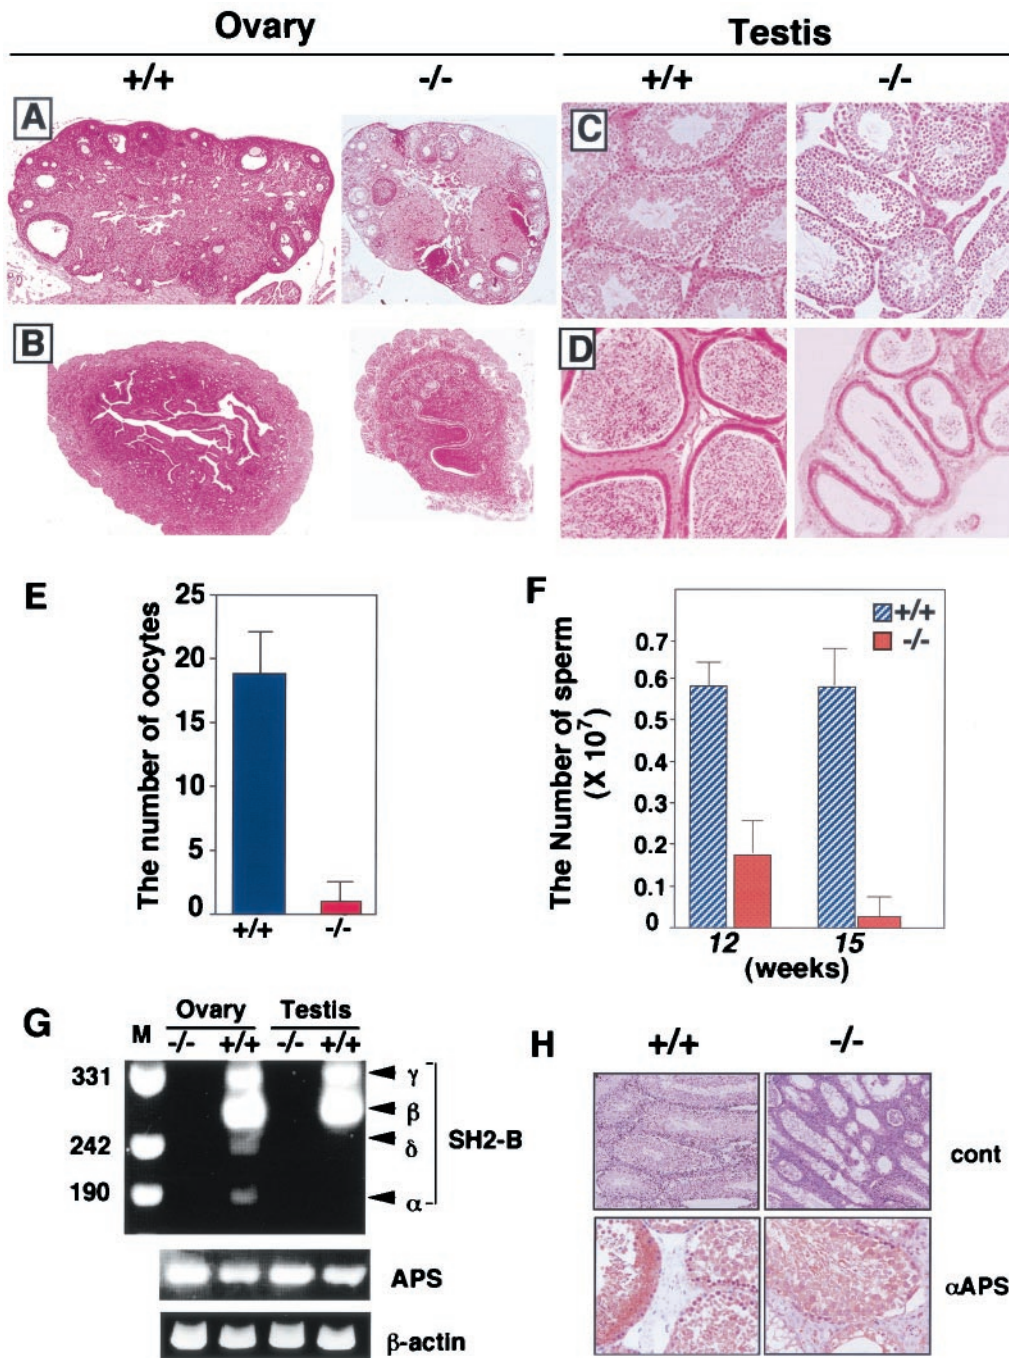 Ovary Testis
+/+ -/- +/+ -/-
A C
B D
E
The number of oocytes
25
20
15
10
5
0
+/+ -/-
F
The Number of sperm
(X 10⁷)
0.7
0.6
0.5
0.4
0.3
0.2
0.1
0
+/+
-/-
12 15
(weeks)
G
Ovary Testis
M -/- +/+ -/- +/+
331 γ
β
242 δ
190 α
SH2-B
APS
β-actin
H
+/+ -/-
cont
αAPS